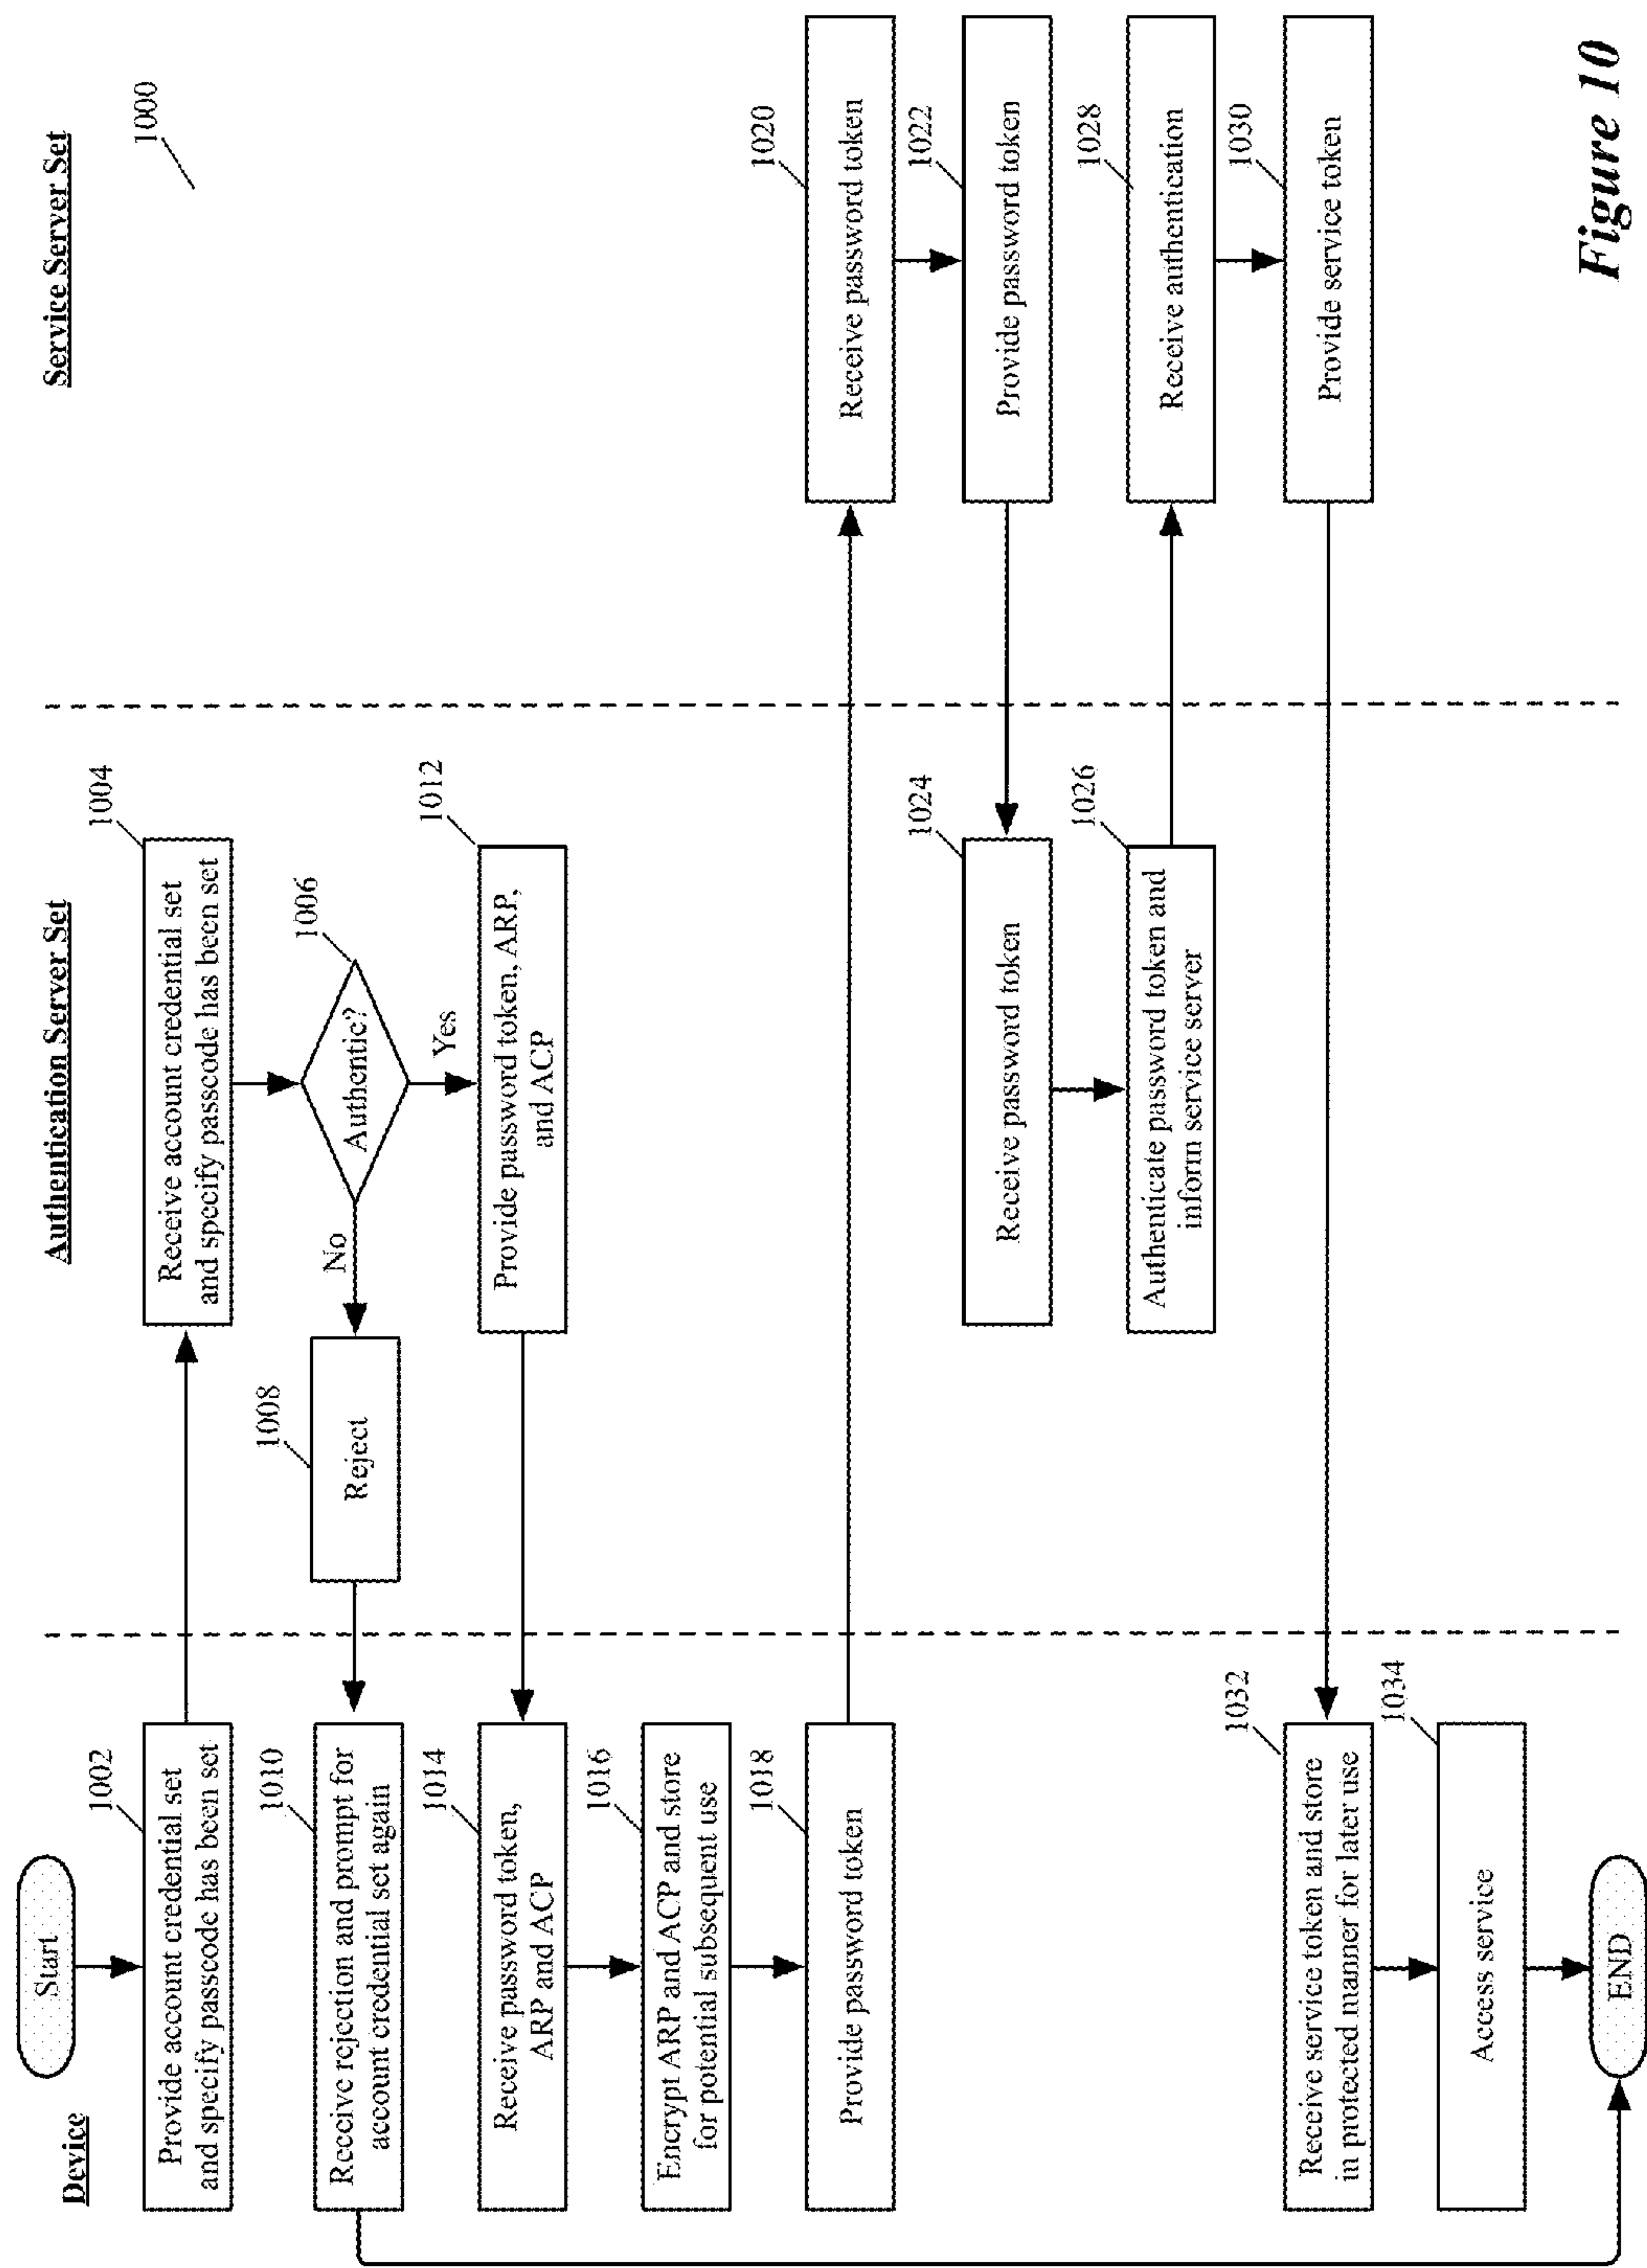 Device
Authentication Server Set
Service Server Set
1000
Start
1002
Provide account credential set
and specify passcode has been set
1004
Receive account credential set
and specify passcode has been set
1006
Authentic?
No
Yes
1008
Reject
1010
Receive rejection and prompt for
account credential set again
1012
Provide password token, ARP,
and ACP
1014
Receive password token,
ARP and ACP
1016
Encrypt ARP and ACP and store
for potential subsequent use
1018
Provide password token
1020
Receive password token
1022
Provide password token
1024
Receive password token
1026
Authenticate password token and
inform service server
1028
Receive authentication
1030
Provide service token
1032
Receive service token and store
in protected manner for later use
1034
Access service
END
Figure 10